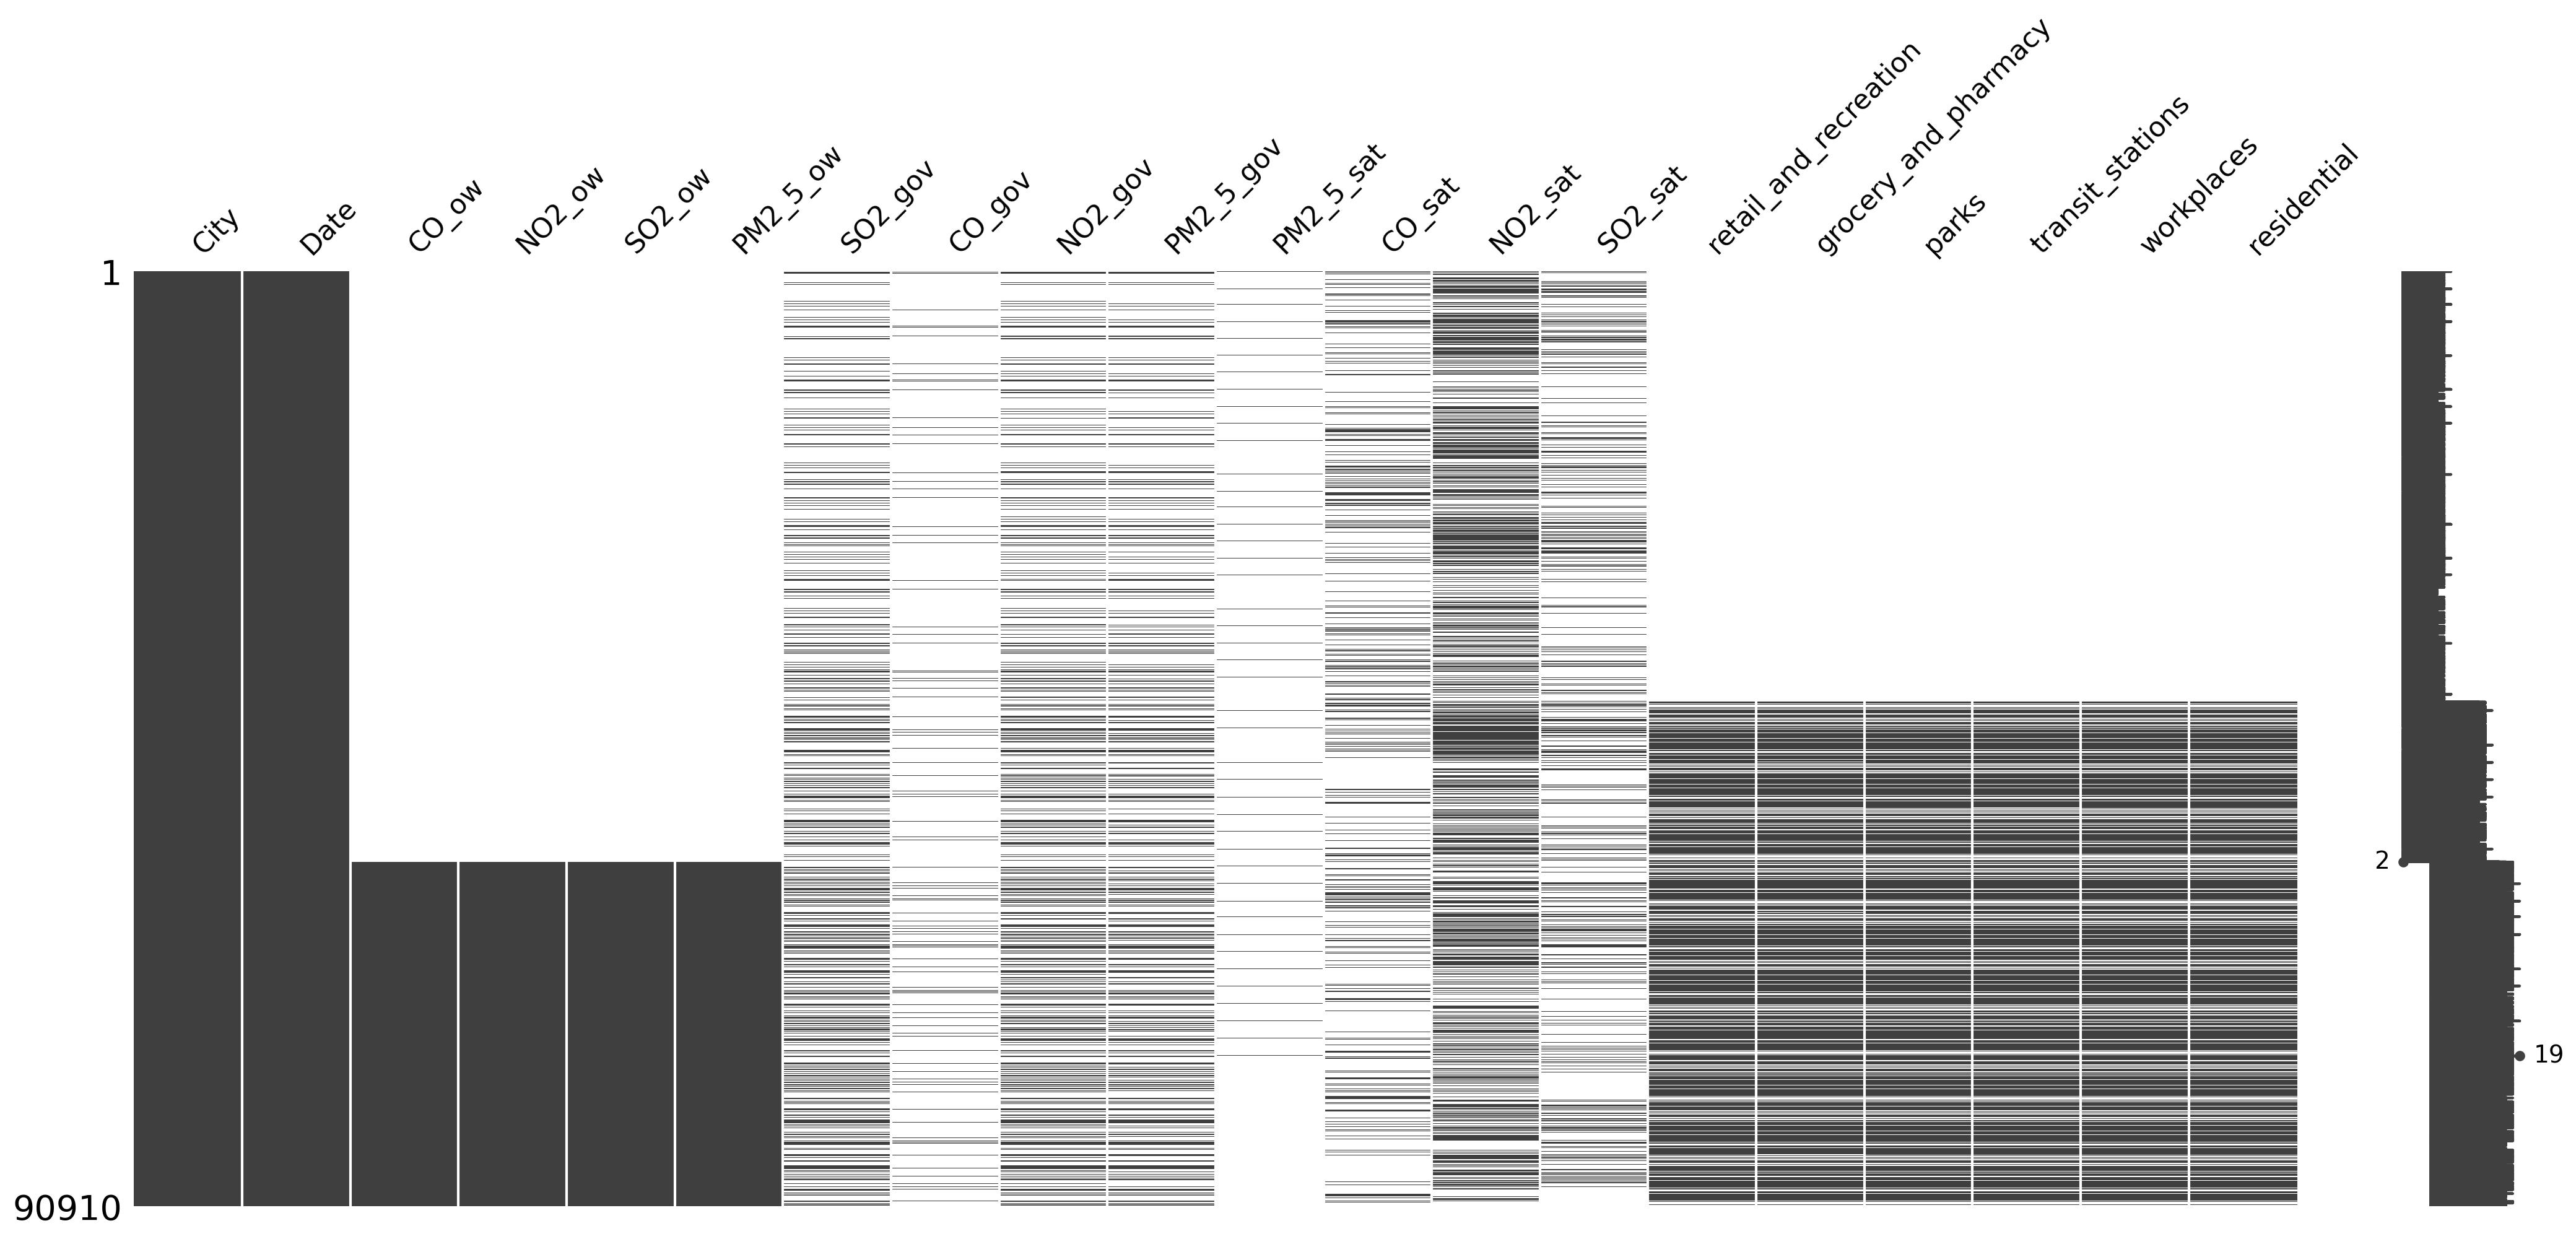 City
Date
CO_ow
NO2_ow
SO2_ow
PM2_5_ow
SO2_gov
CO_gov
NO2_gov
PM2_5_gov
PM2_5_sat
CO_sat
NO2_sat
SO2_sat
retail_and_recreation
grocery_and_pharmacy
parks
transit_stations
workplaces
residential
1
2
19
90910